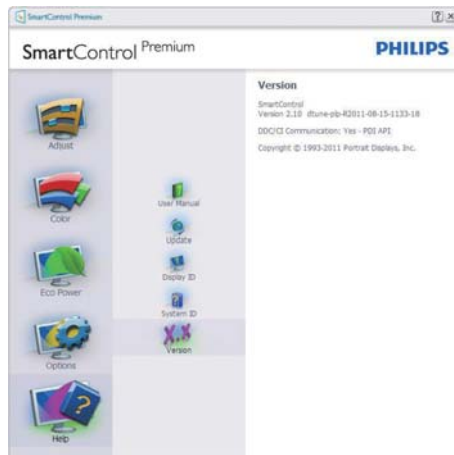 SmartControl Premium
SmartControl Premium
PHILIPS
Adjust
Color
Eco Power
Options
Help
User Manual
Update
Display ID
System ID
X.X
Version
Version
SmartControl
Version 2.10 dtune-plp-R2011-08-15-1133-18
DDC/CI Communication: Yes - PDI API
Copyright © 1993-2011 Portrait Displays, Inc.